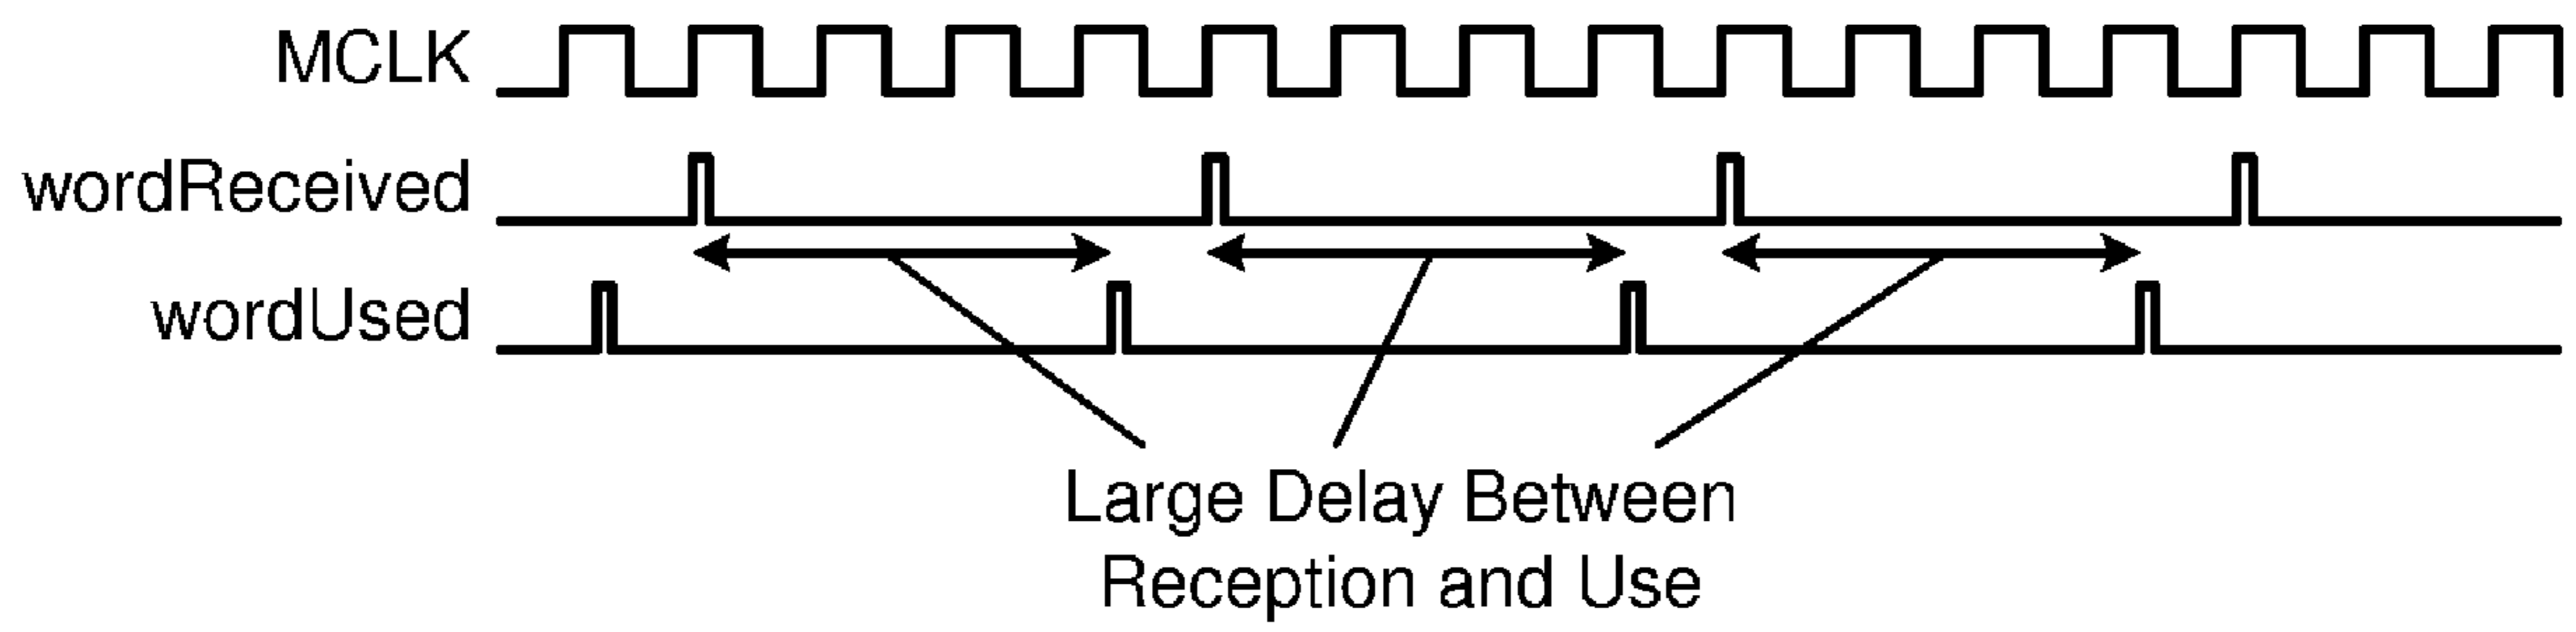 MCLK
wordReceived
wordUsed
Large Delay Between
Reception and Use